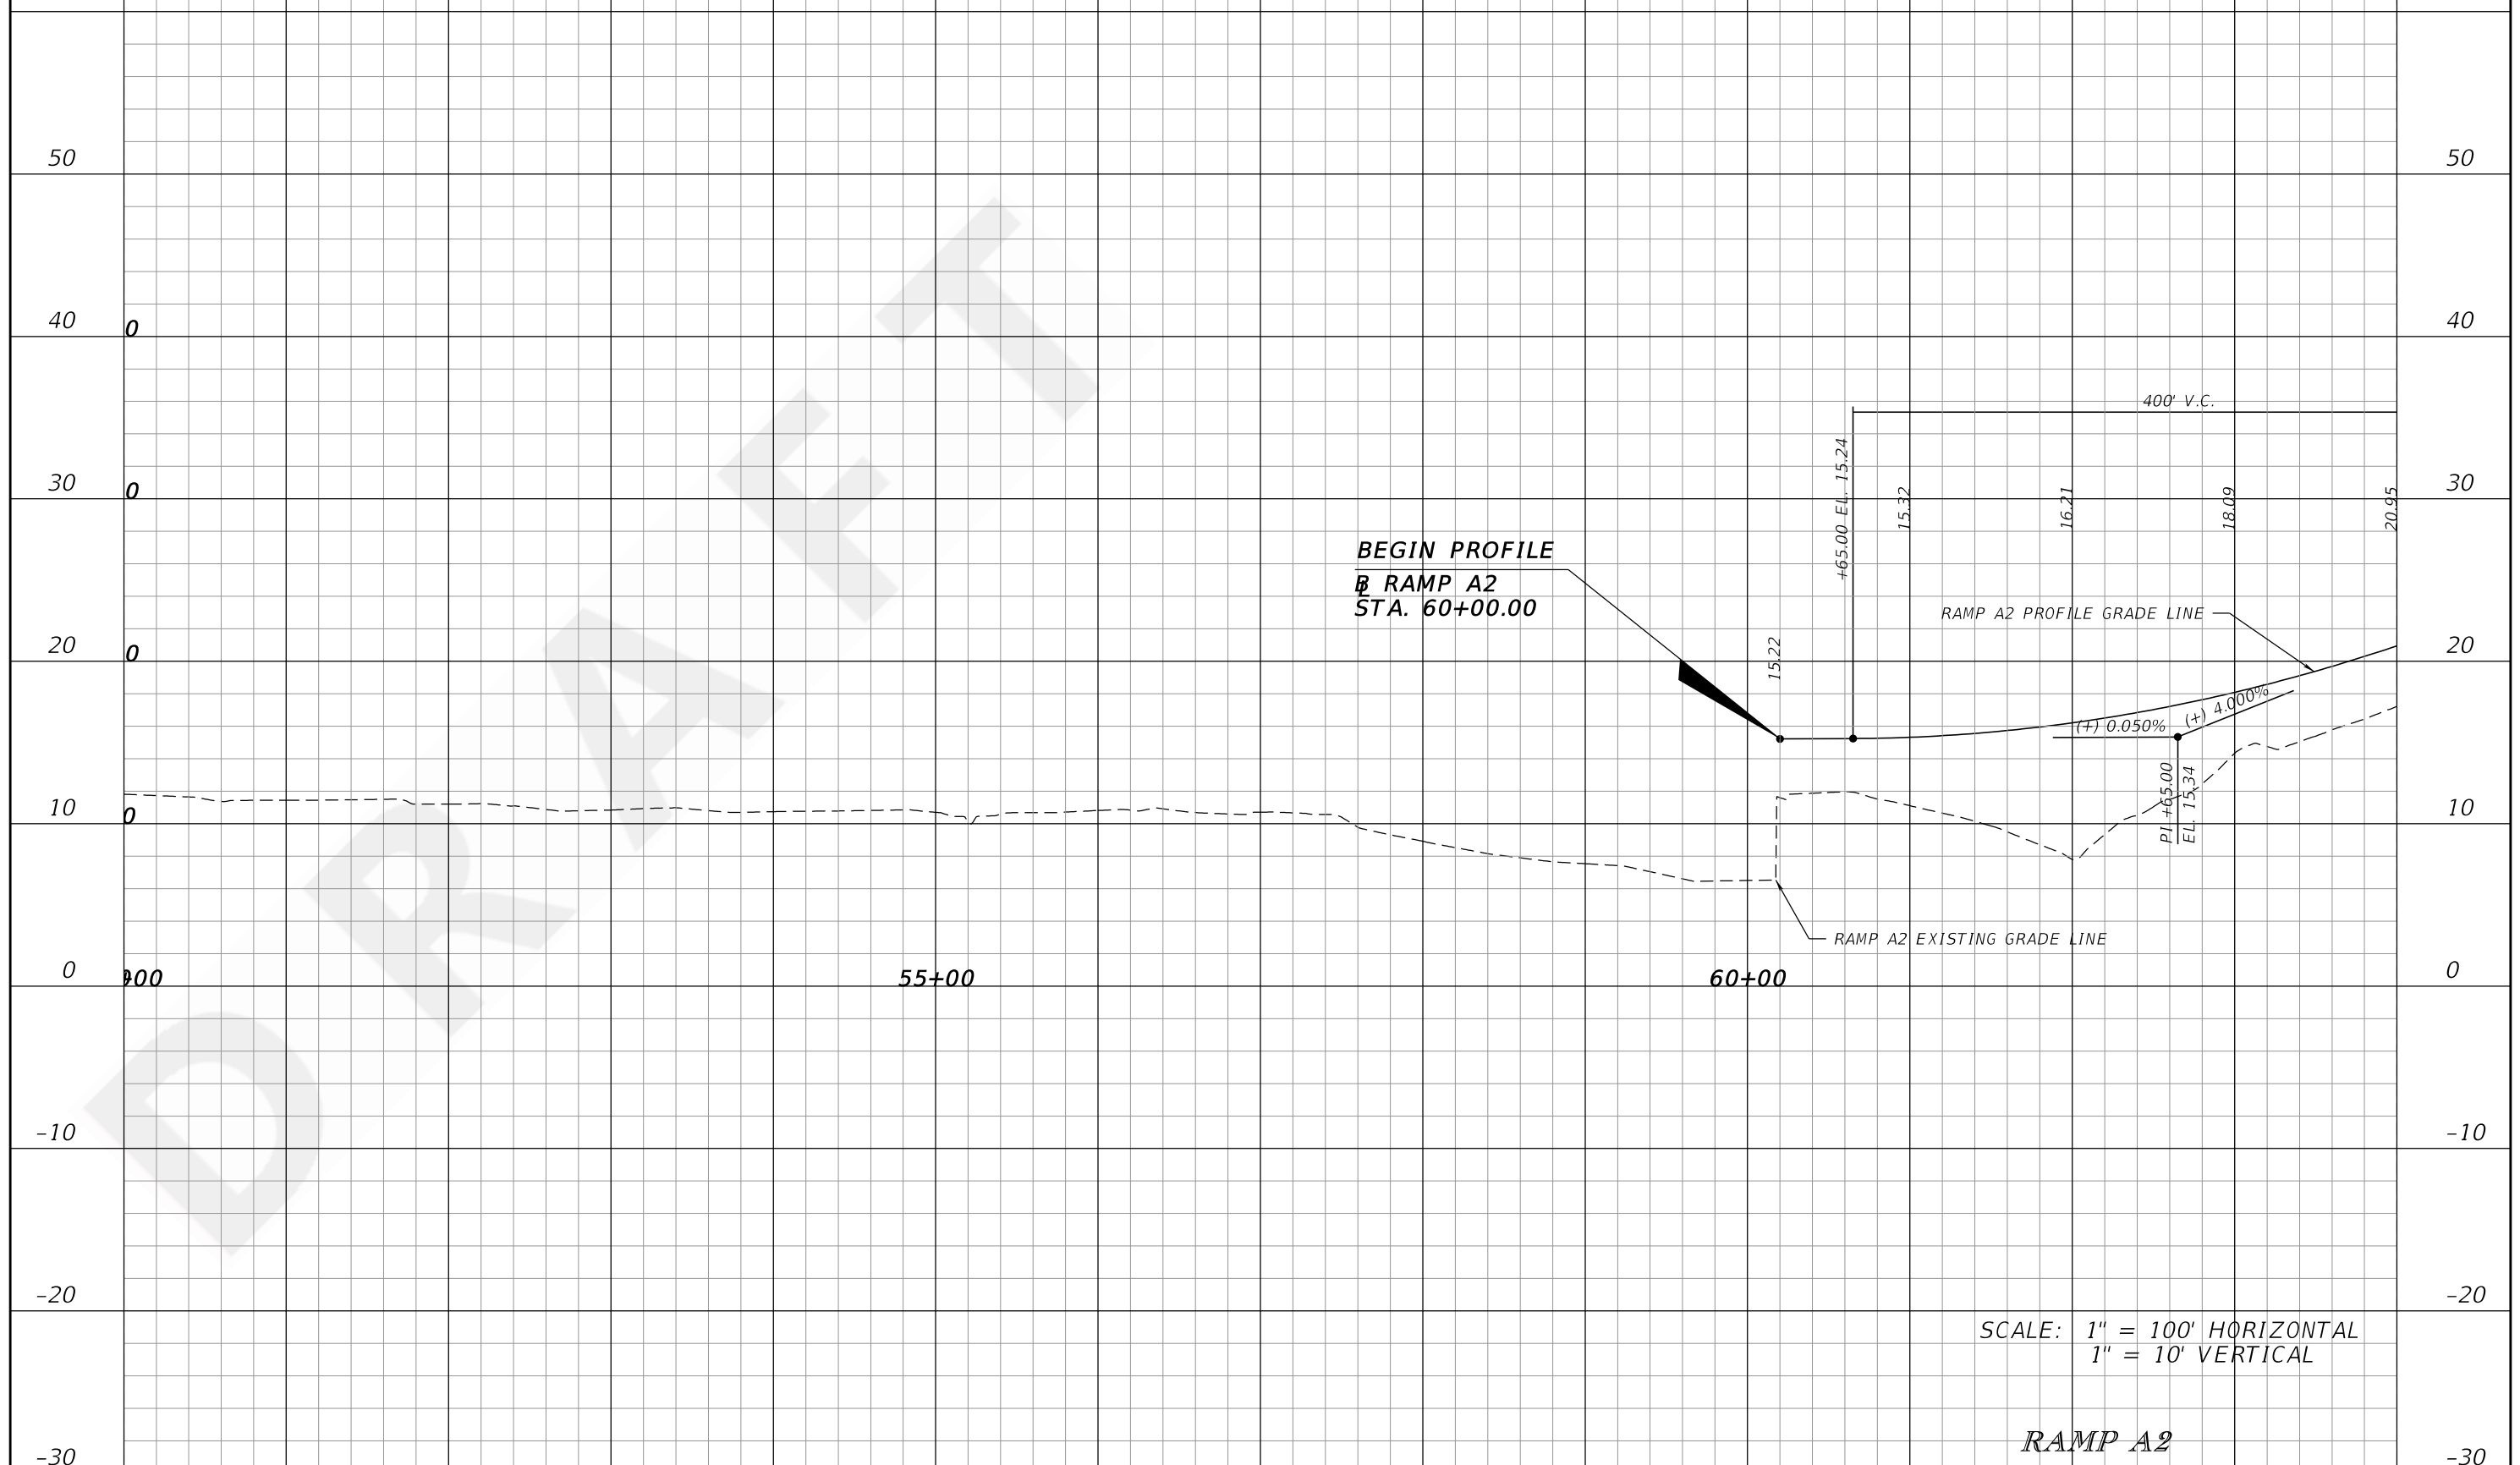 50
50
40
0
40
400' V.C.
30
0
30
+65.00 EL. 15.24
15.32
16.21
18.09
20.95
BEGIN PROFILE
BL RAMP A2
STA. 60+00.00
RAMP A2 PROFILE GRADE LINE
20
0
15.22
20
(+) 0.050%
(+) 4.000%
PI +65.00
EL. 15.34
10
0
10
RAMP A2 EXISTING GRADE LINE
0
+00
55+00
60+00
0
-10
-10
-20
-20
SCALE: 1" = 100' HORIZONTAL
1" = 10' VERTICAL
RAMP A2
-30
-30
DRAFT